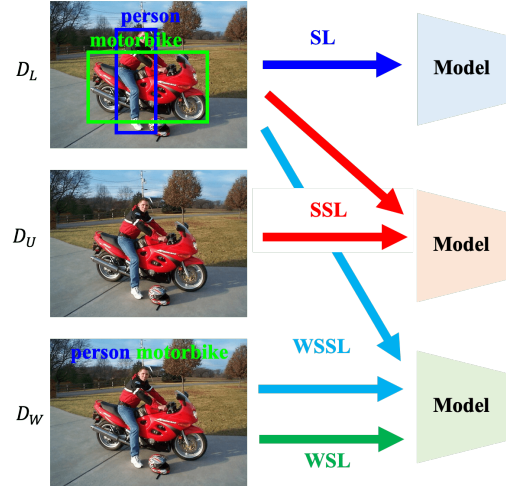 person
motorbike
D_L
SL
Model
D_U
SSL
Model
person motorbike
WSSL
D_W
Model
WSL